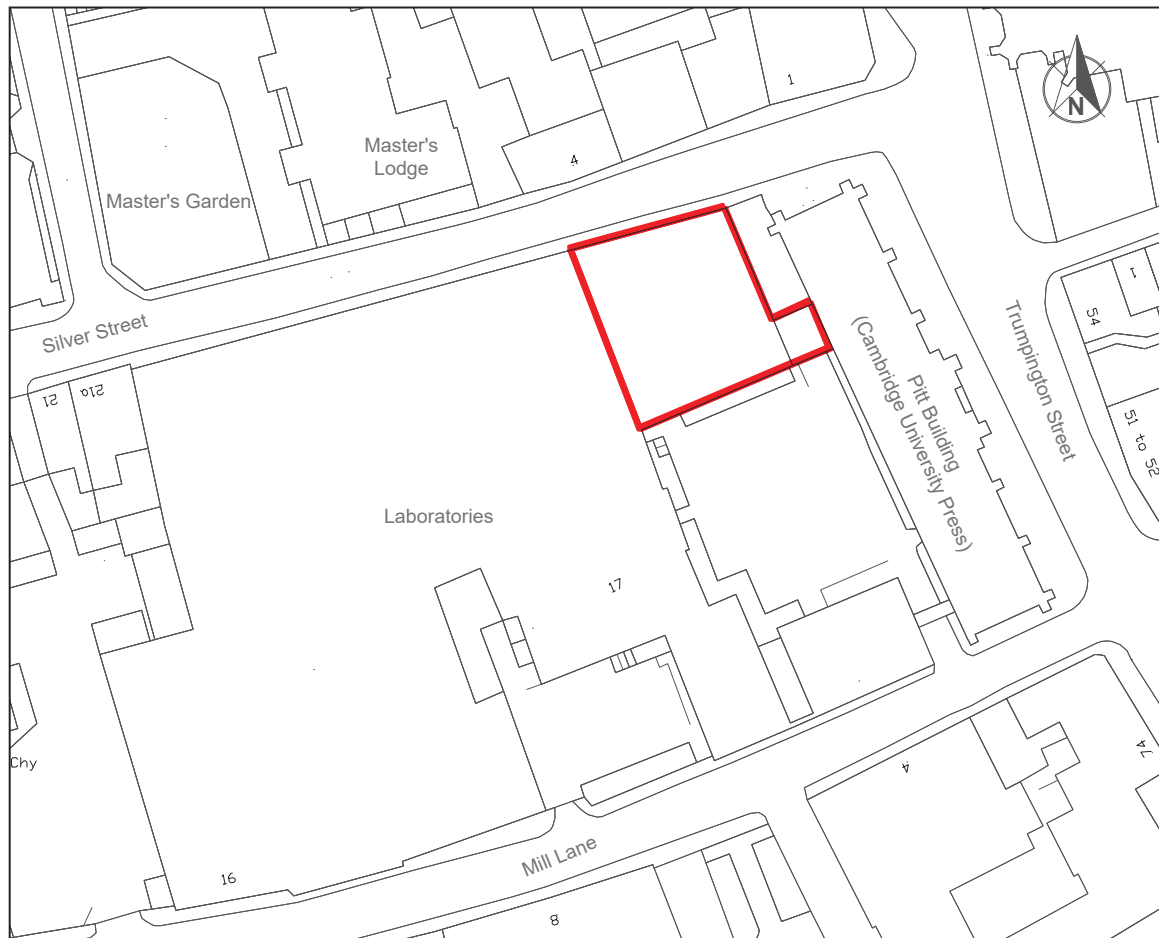 1
N
Master's
Lodge
4
Master's Garden
Silver Street
1
54
Trumpington Street
Pitt Building
(Cambridge University Press)
21
21a
51 to 52
Laboratories
17
74
Chy
4
Mill Lane
16
8